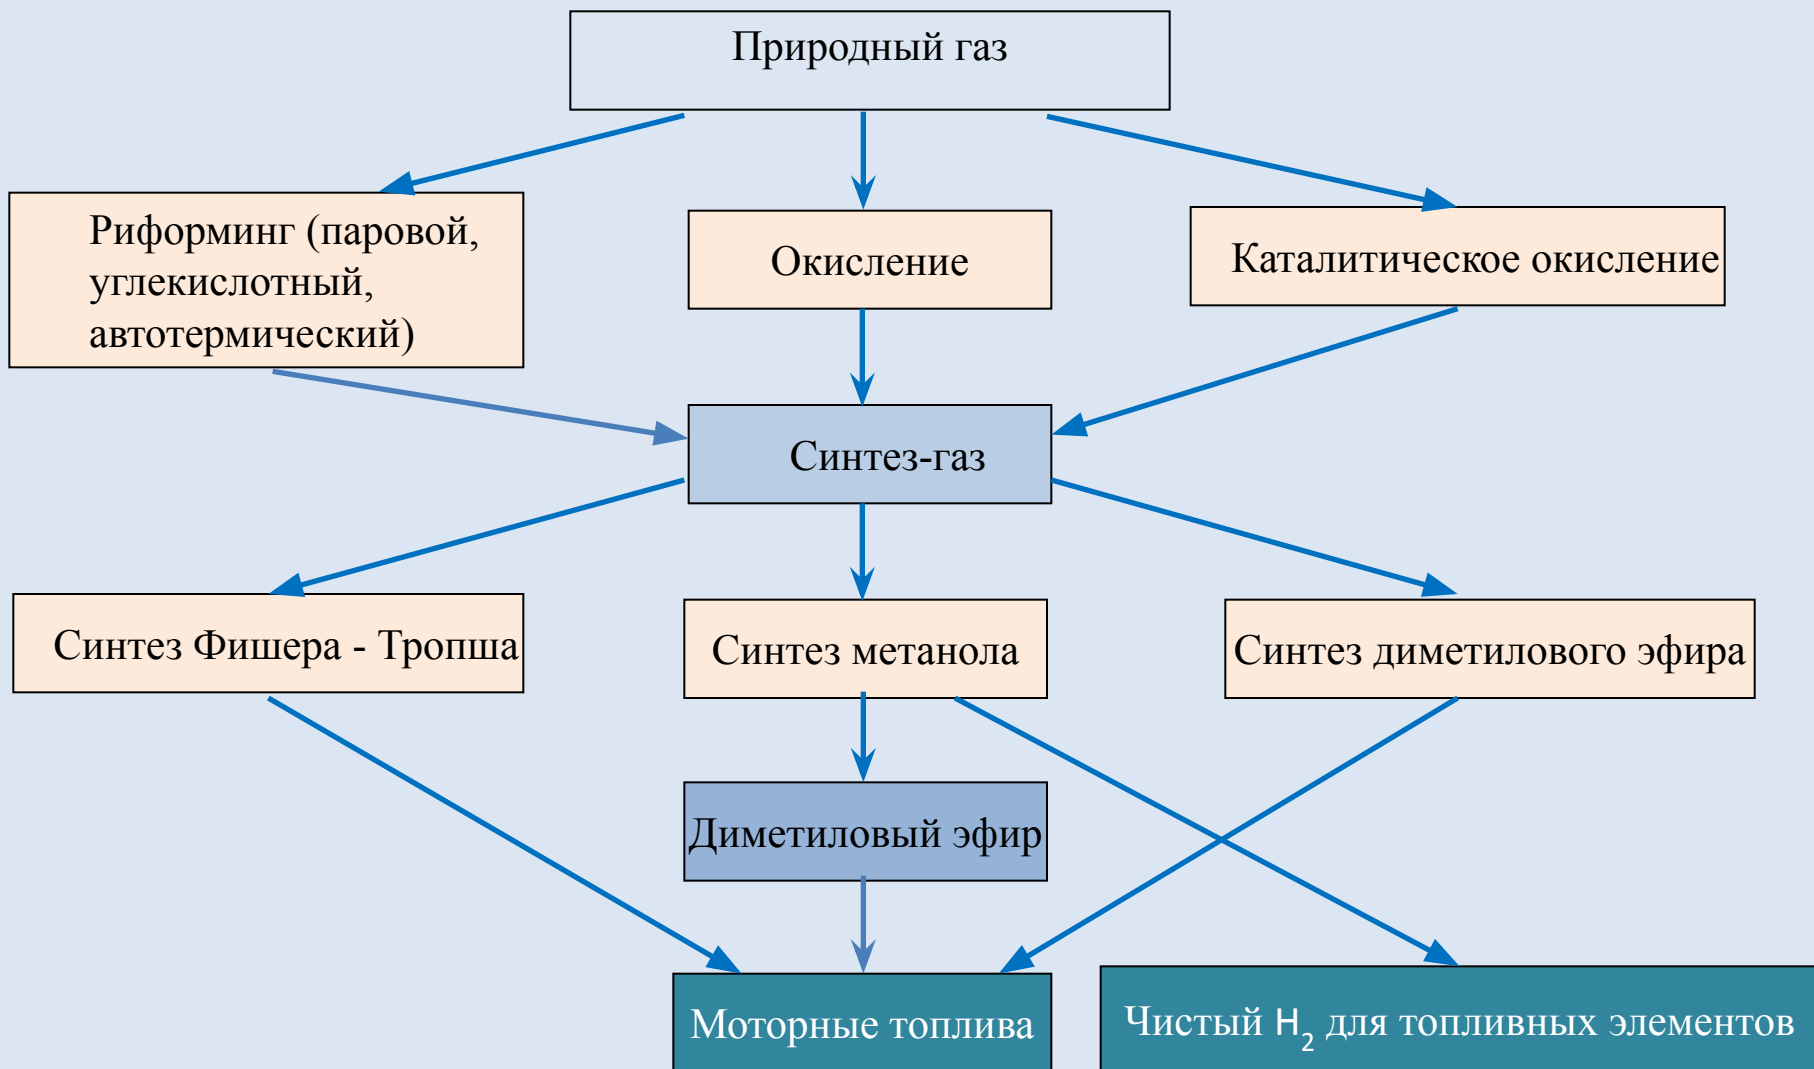 Природный газ
Риформинг (паровой,
углекислотный,
автотермический)
Окисление
Каталитическое окисление
Синтез-газ
Синтез Фишера - Тропша
Синтез метанола
Синтез диметилового эфира
Диметиловый эфир
Моторные топлива
Чистый H₂ для топливных элементов